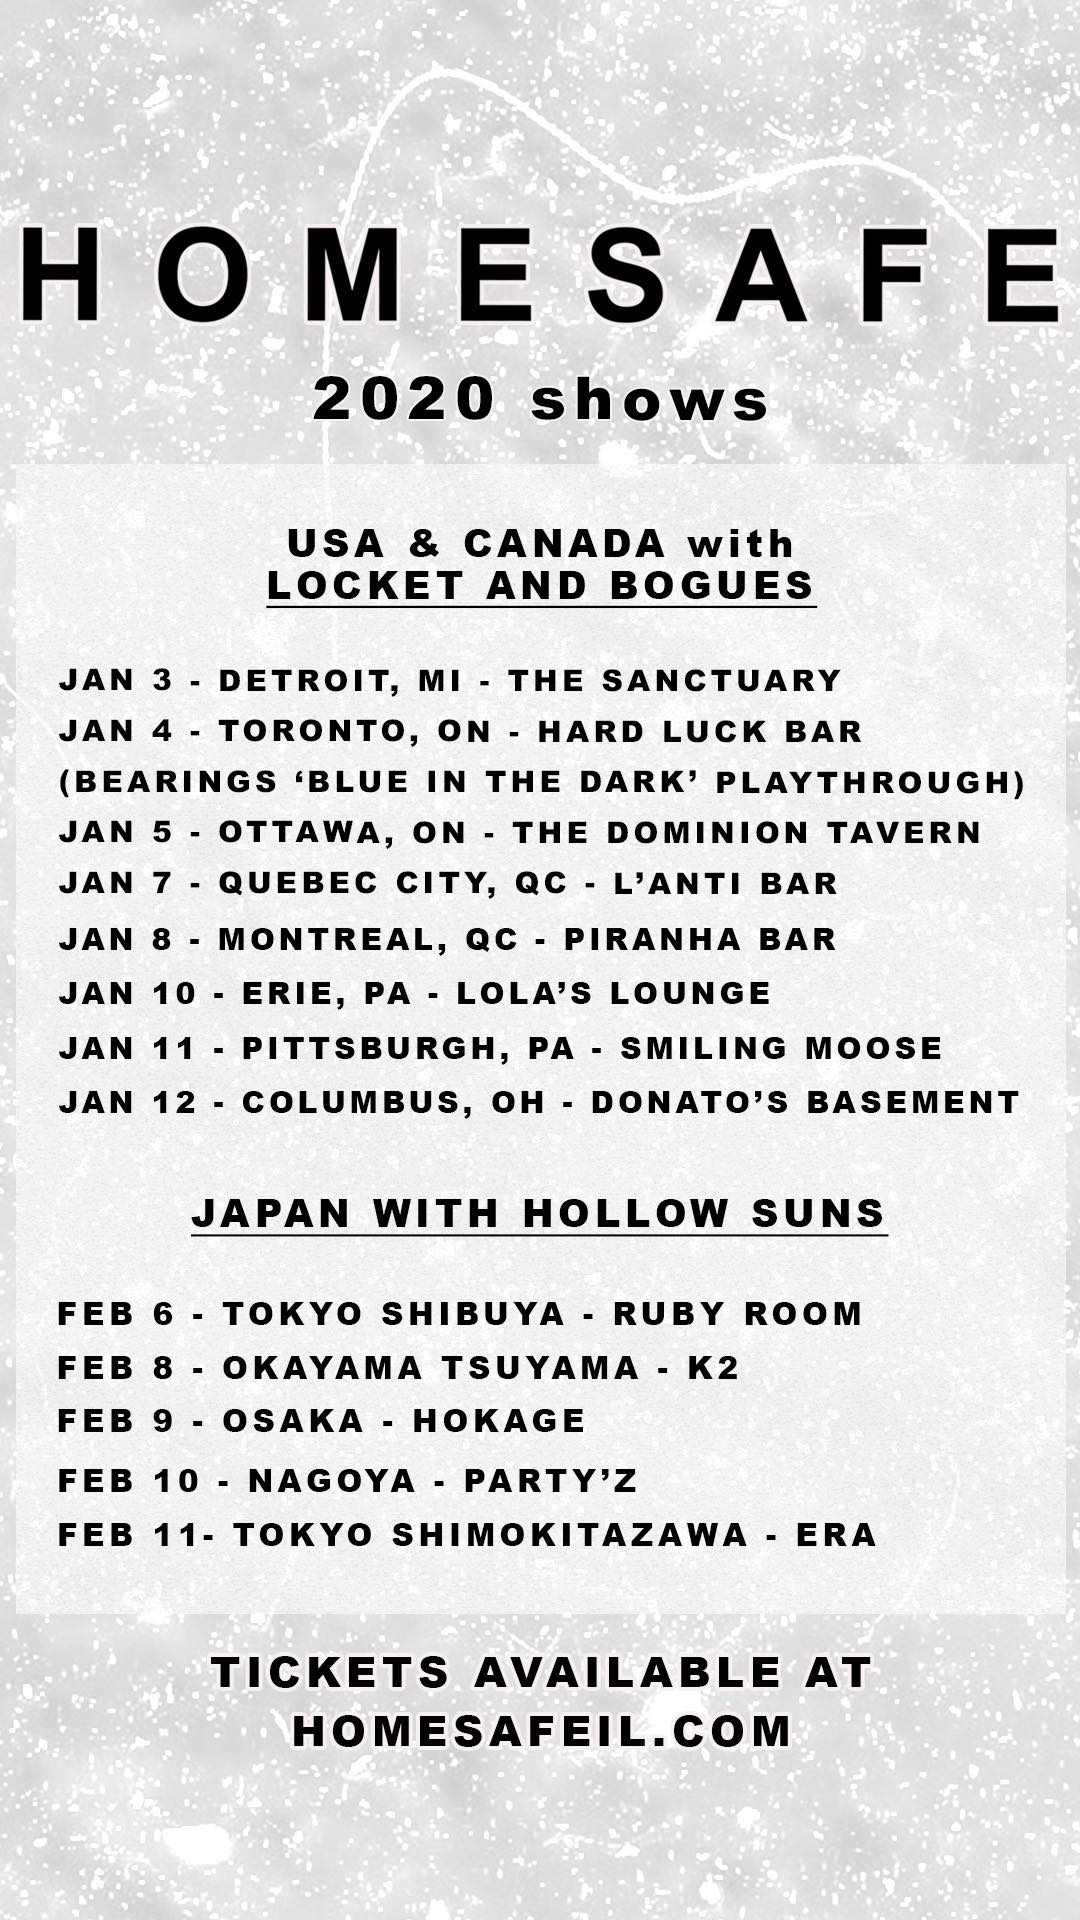 HOMESAFE
2020 shows
USA & CANADA with
LOCKET AND BOGUES
JAN 3 - DETROIT, MI - THE SANCTUARY
JAN 4 - TORONTO, ON - HARD LUCK BAR
(BEARINGS ‘BLUE IN THE DARK’ PLAYTHROUGH)
JAN 5 - OTTAWA, ON - THE DOMINION TAVERN
JAN 7 - QUEBEC CITY, QC - L’ANTI BAR
JAN 8 - MONTREAL, QC - PIRANHA BAR
JAN 10 - ERIE, PA - LOLA’S LOUNGE
JAN 11 - PITTSBURGH, PA - SMILING MOOSE
JAN 12 - COLUMBUS, OH - DONATO’S BASEMENT
JAPAN WITH HOLLOW SUNS
FEB 6 - TOKYO SHIBUYA - RUBY ROOM
FEB 8 - OKAYAMA TSUYAMA - K2
FEB 9 - OSAKA - HOKAGE
FEB 10 - NAGOYA - PARTY’Z
FEB 11- TOKYO SHIMOKITAZAWA - ERA
TICKETS AVAILABLE AT
HOMESAFEIL.COM